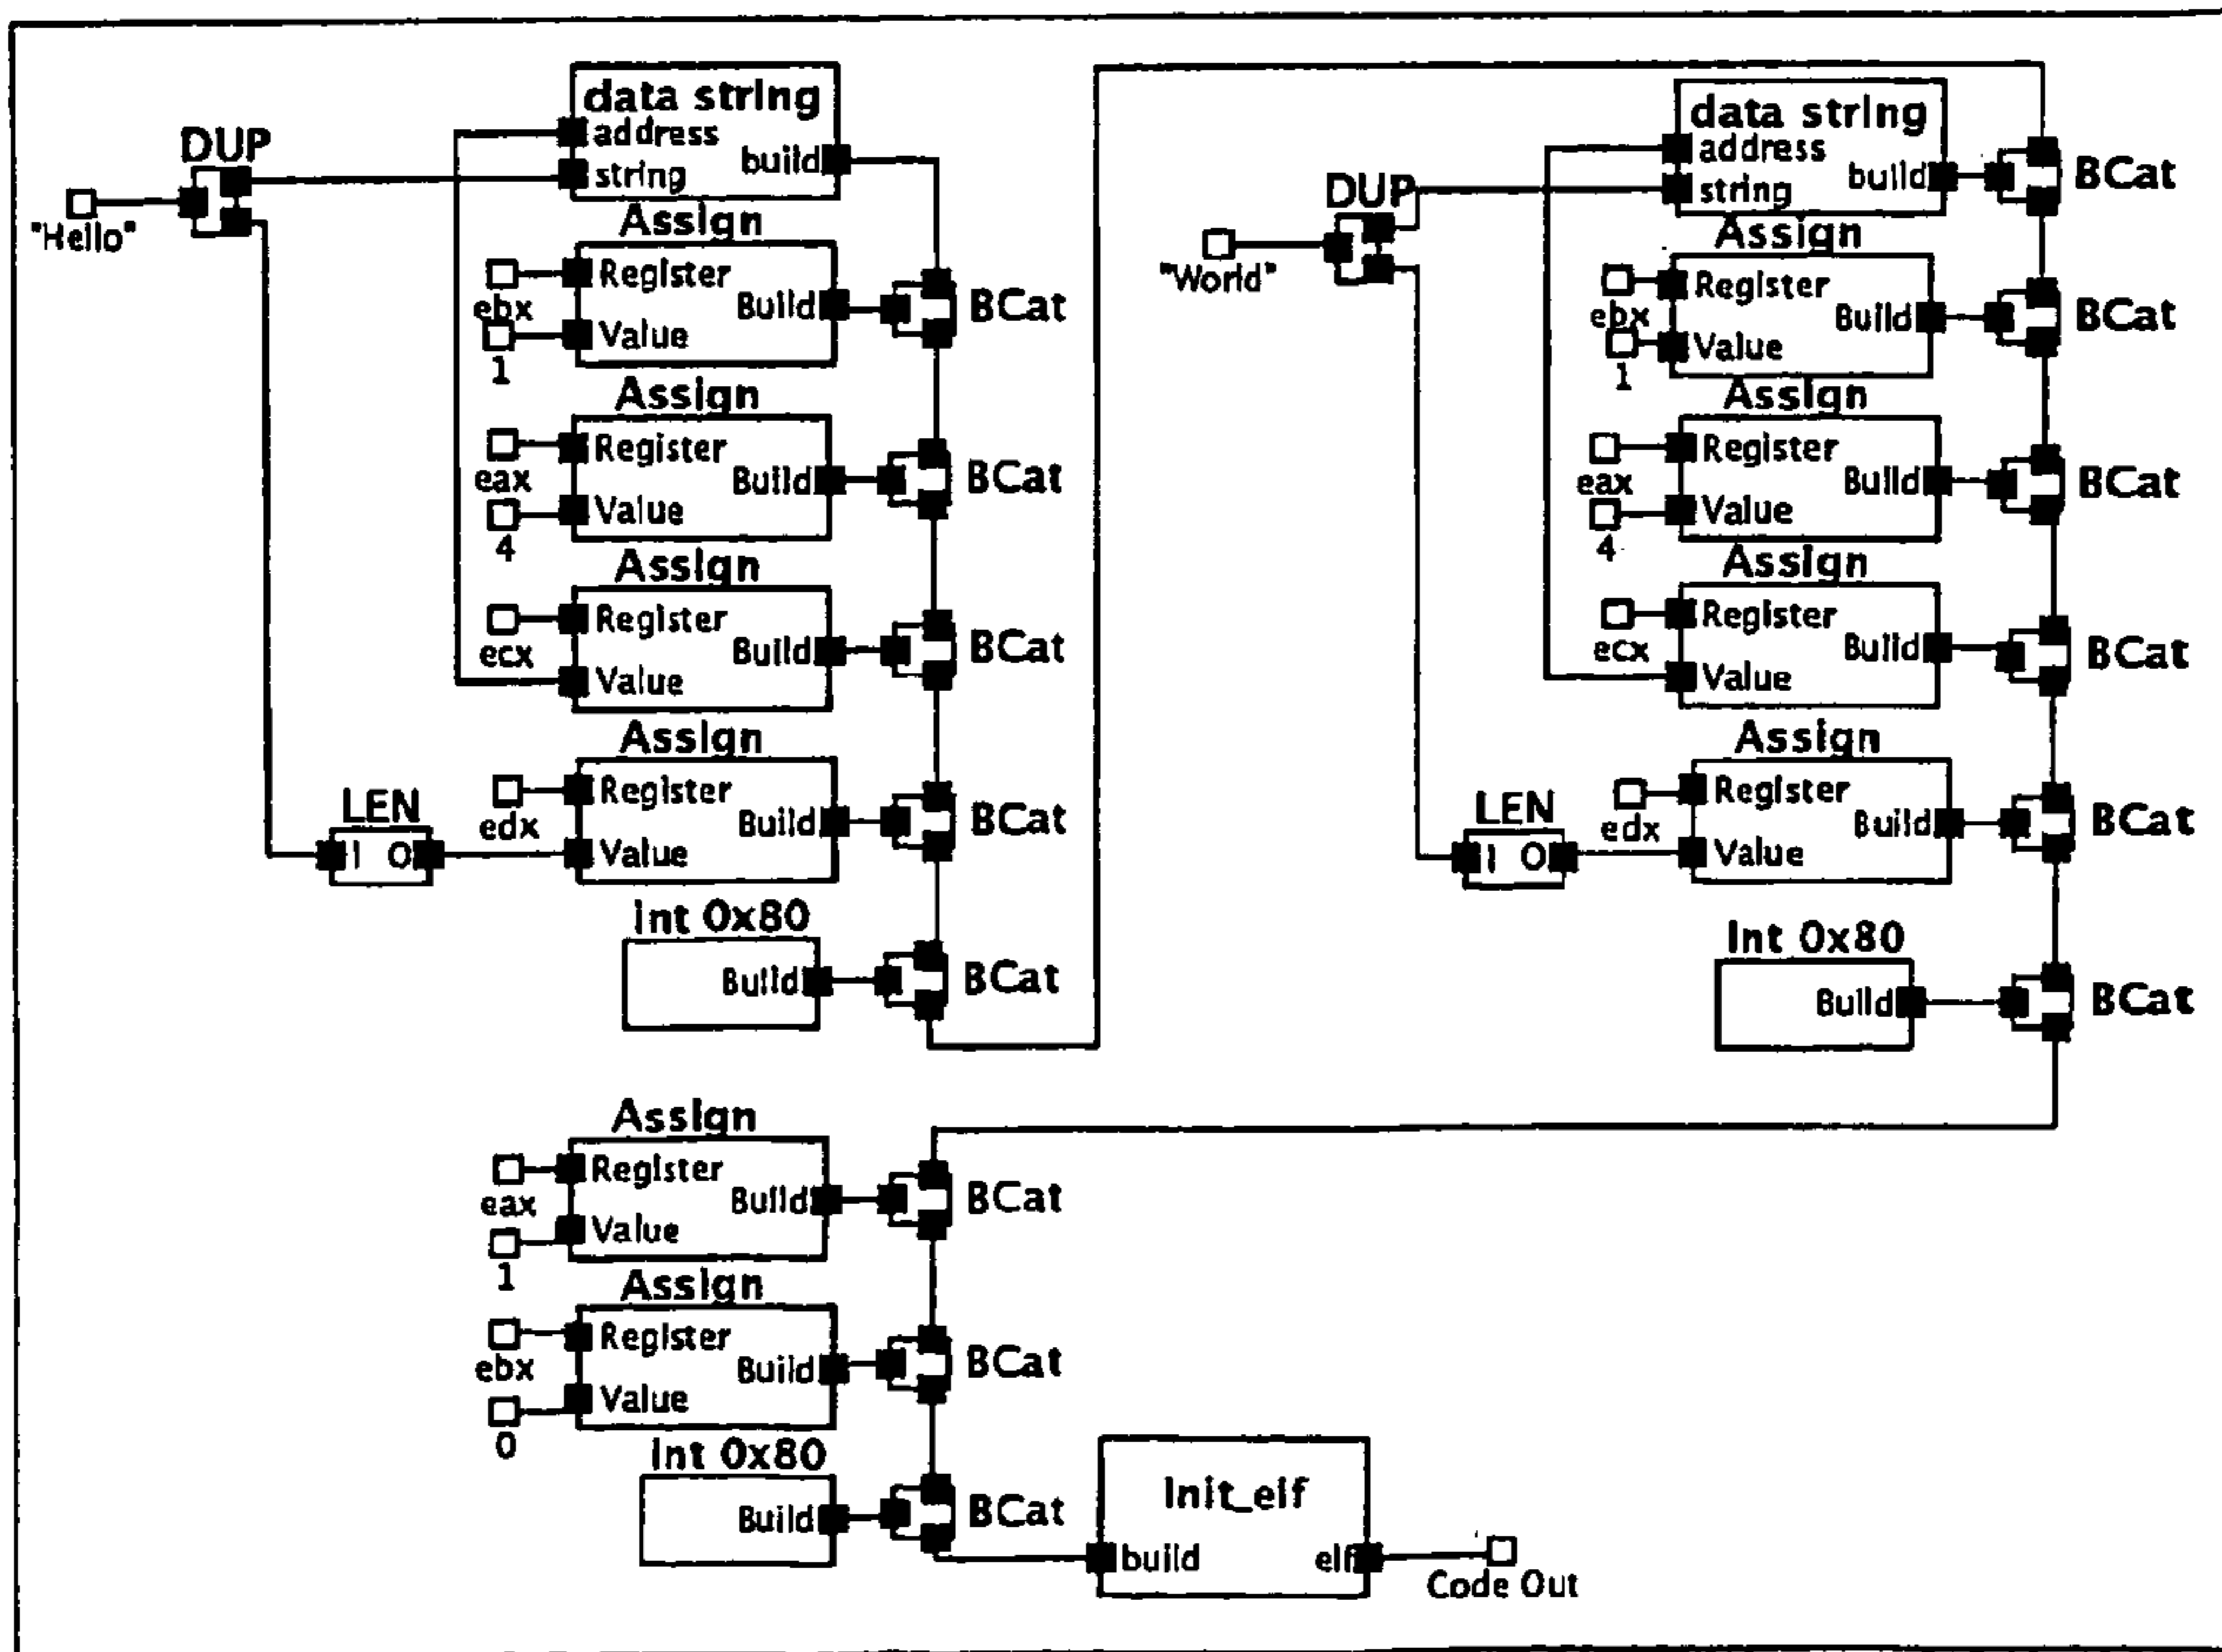 data string
DUP
address
string
build
"Hello"
Assign
ebx
Register
1
Value
Build
BCat
Assign
eax
Register
4
Value
Build
BCat
Assign
ecx
Register
Value
Build
BCat
Assign
LEN
I O
edx
Register
Value
Build
BCat
Int 0x80
Build
BCat
data string
DUP
address
string
build
BCat
"World"
Assign
ebx
Register
1
Value
Build
BCat
Assign
eax
Register
4
Value
Build
BCat
Assign
ecx
Register
Value
Build
BCat
Assign
LEN
I O
edx
Register
Value
Build
BCat
Int 0x80
Build
BCat
Assign
eax
Register
1
Value
Build
BCat
Assign
ebx
Register
0
Value
Build
BCat
Int 0x80
Build
BCat
Init_elf
build
elf
Code Out